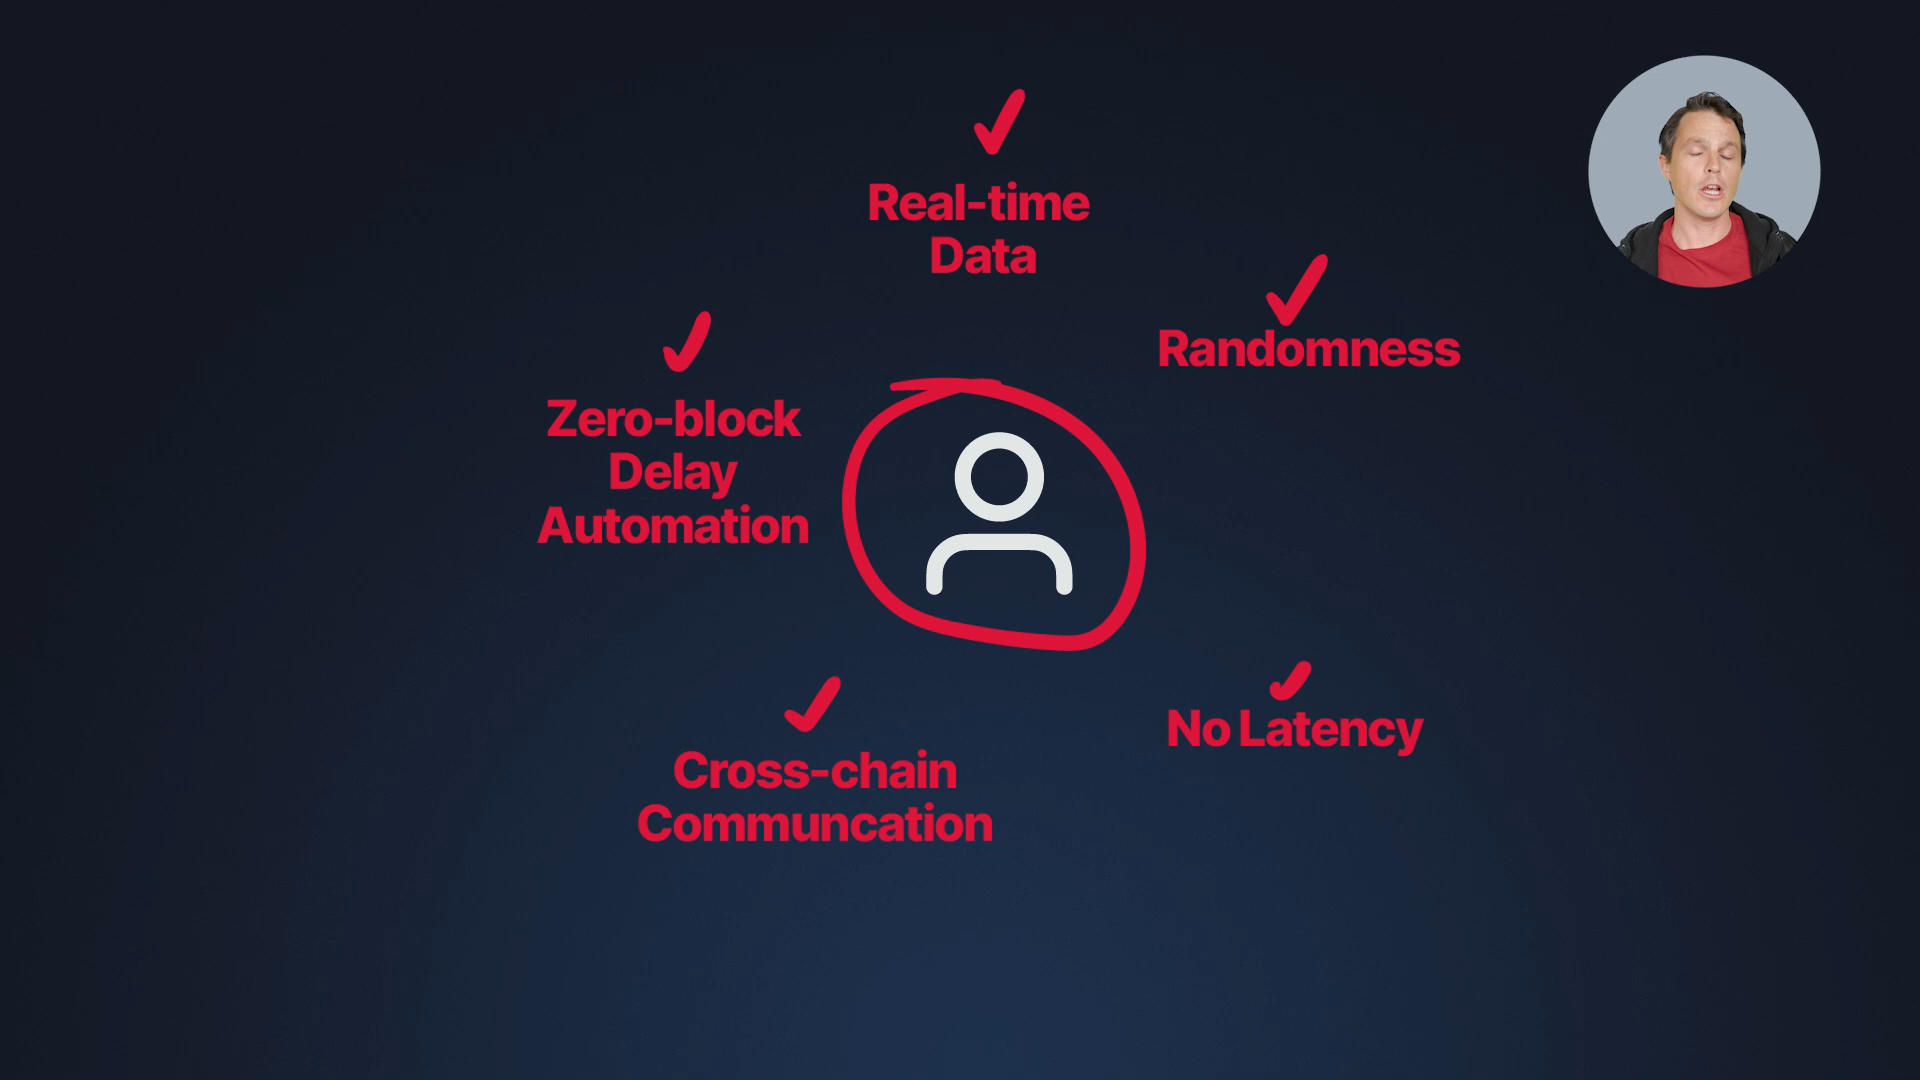 Real-time
Data
Randomness
Zero-block
Delay
Automation
No Latency
Cross-chain
Communcation